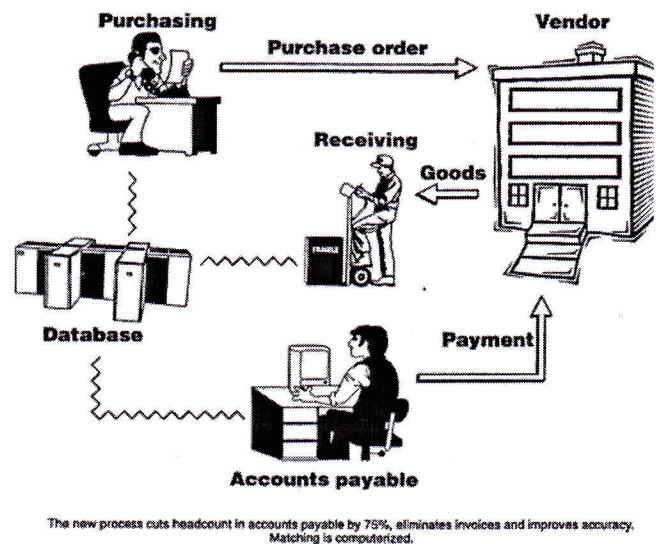 Purchasing
Vendor
Purchase order
Receiving
Goods
FRAGILE
Database
Payment
Accounts payable
The new process cuts headcount in accounts payable by 75%, eliminates invoices and improves accuracy.
Matching is computerized.